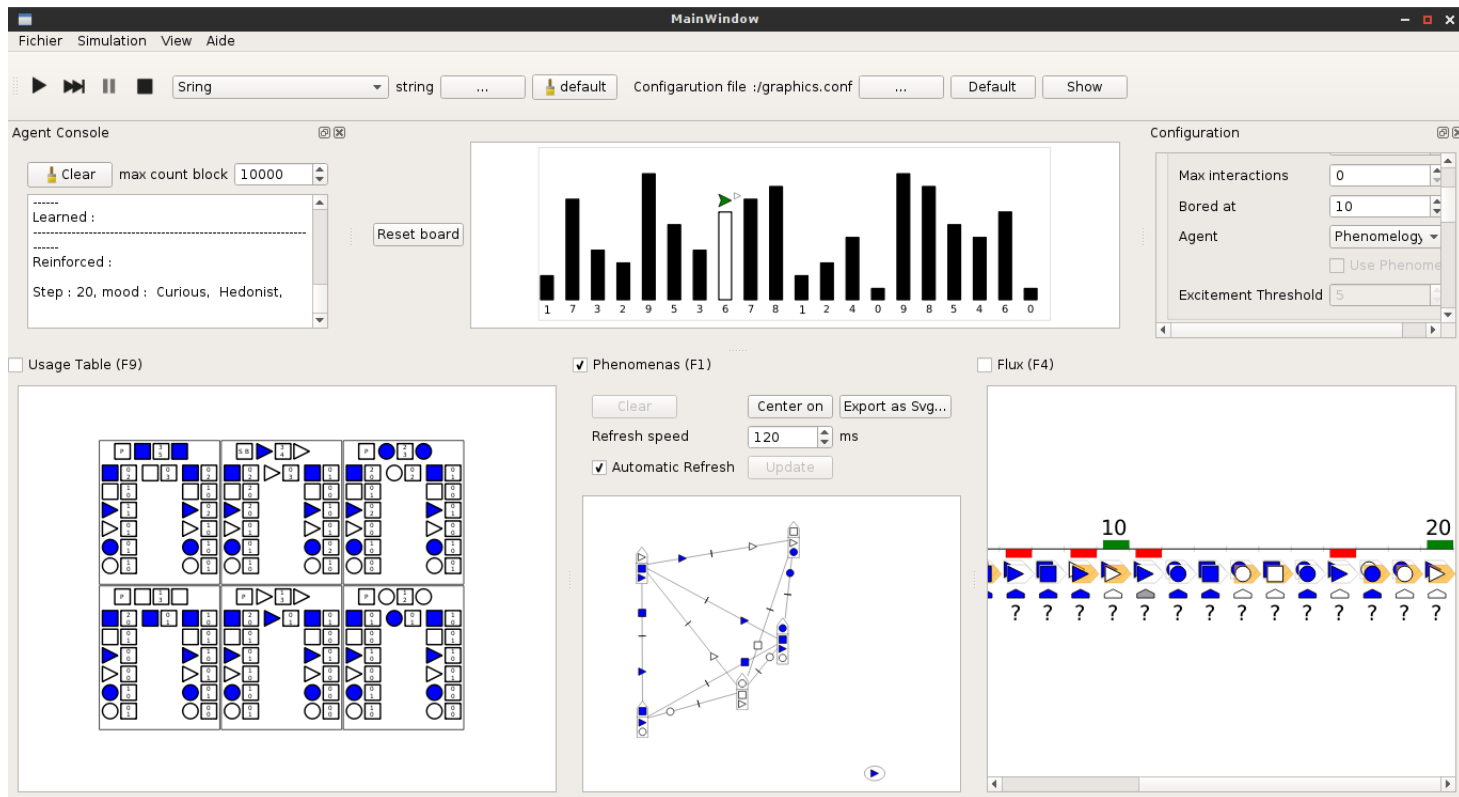 MainWindow
Fichier Simulation View Aide
Sring string ... default Configarution file :/graphics.conf ... Default Show
Agent Console
Configuration
Clear max count block 10000
------
Learned :
------
Reinforced :
Step : 20, mood : Curious, Hedonist,
Reset board
1 7 3 2 9 5 3 6 7 8 1 2 4 0 9 8 5 4 6 0
Max interactions 0
Bored at 10
Agent Phenomelogy
Use Phenome
Excitement Threshold 5
Usage Table (F9)
Phenomenas (F1)
Flux (F4)
Clear Center on Export as Svg...
Refresh speed 120 ms
Automatic Refresh Update
P S B P
P P P
10 20
? ? ? ? ? ? ? ? ? ? ? ? ? ?